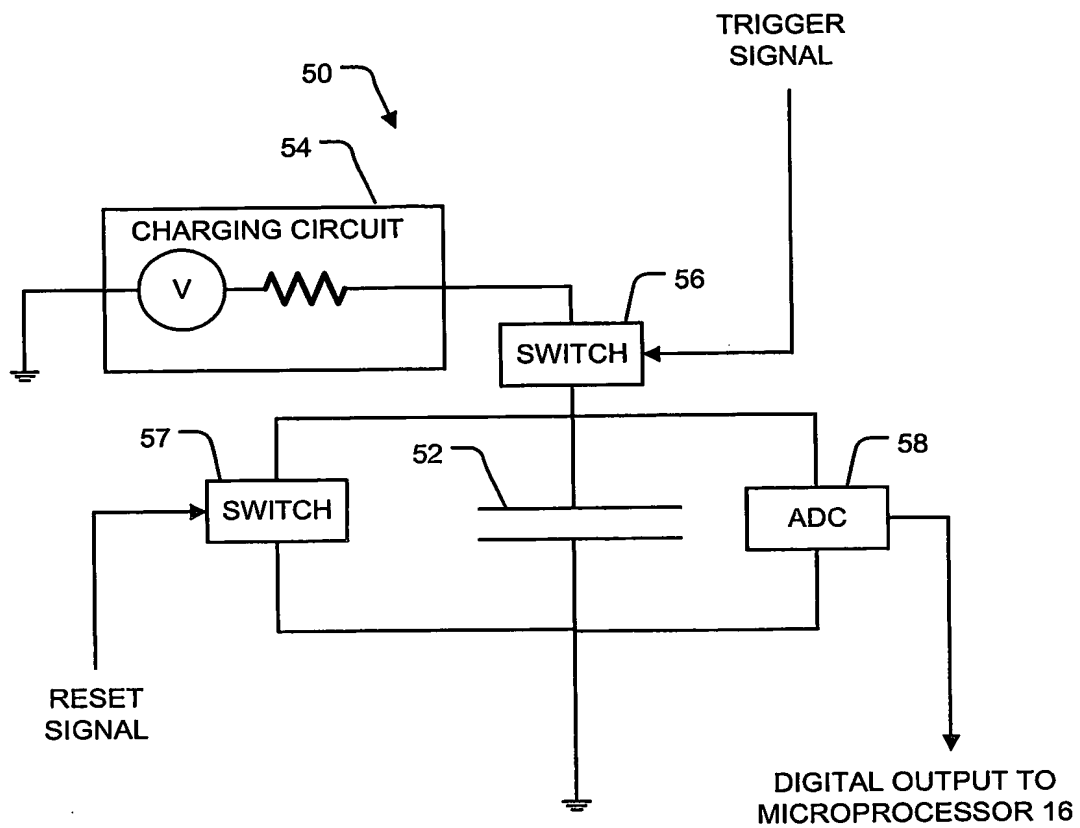 TRIGGER
SIGNAL
50
54
CHARGING CIRCUIT
V
56
SWITCH
57
52
58
SWITCH
ADC
RESET
SIGNAL
DIGITAL OUTPUT TO
MICROPROCESSOR 16